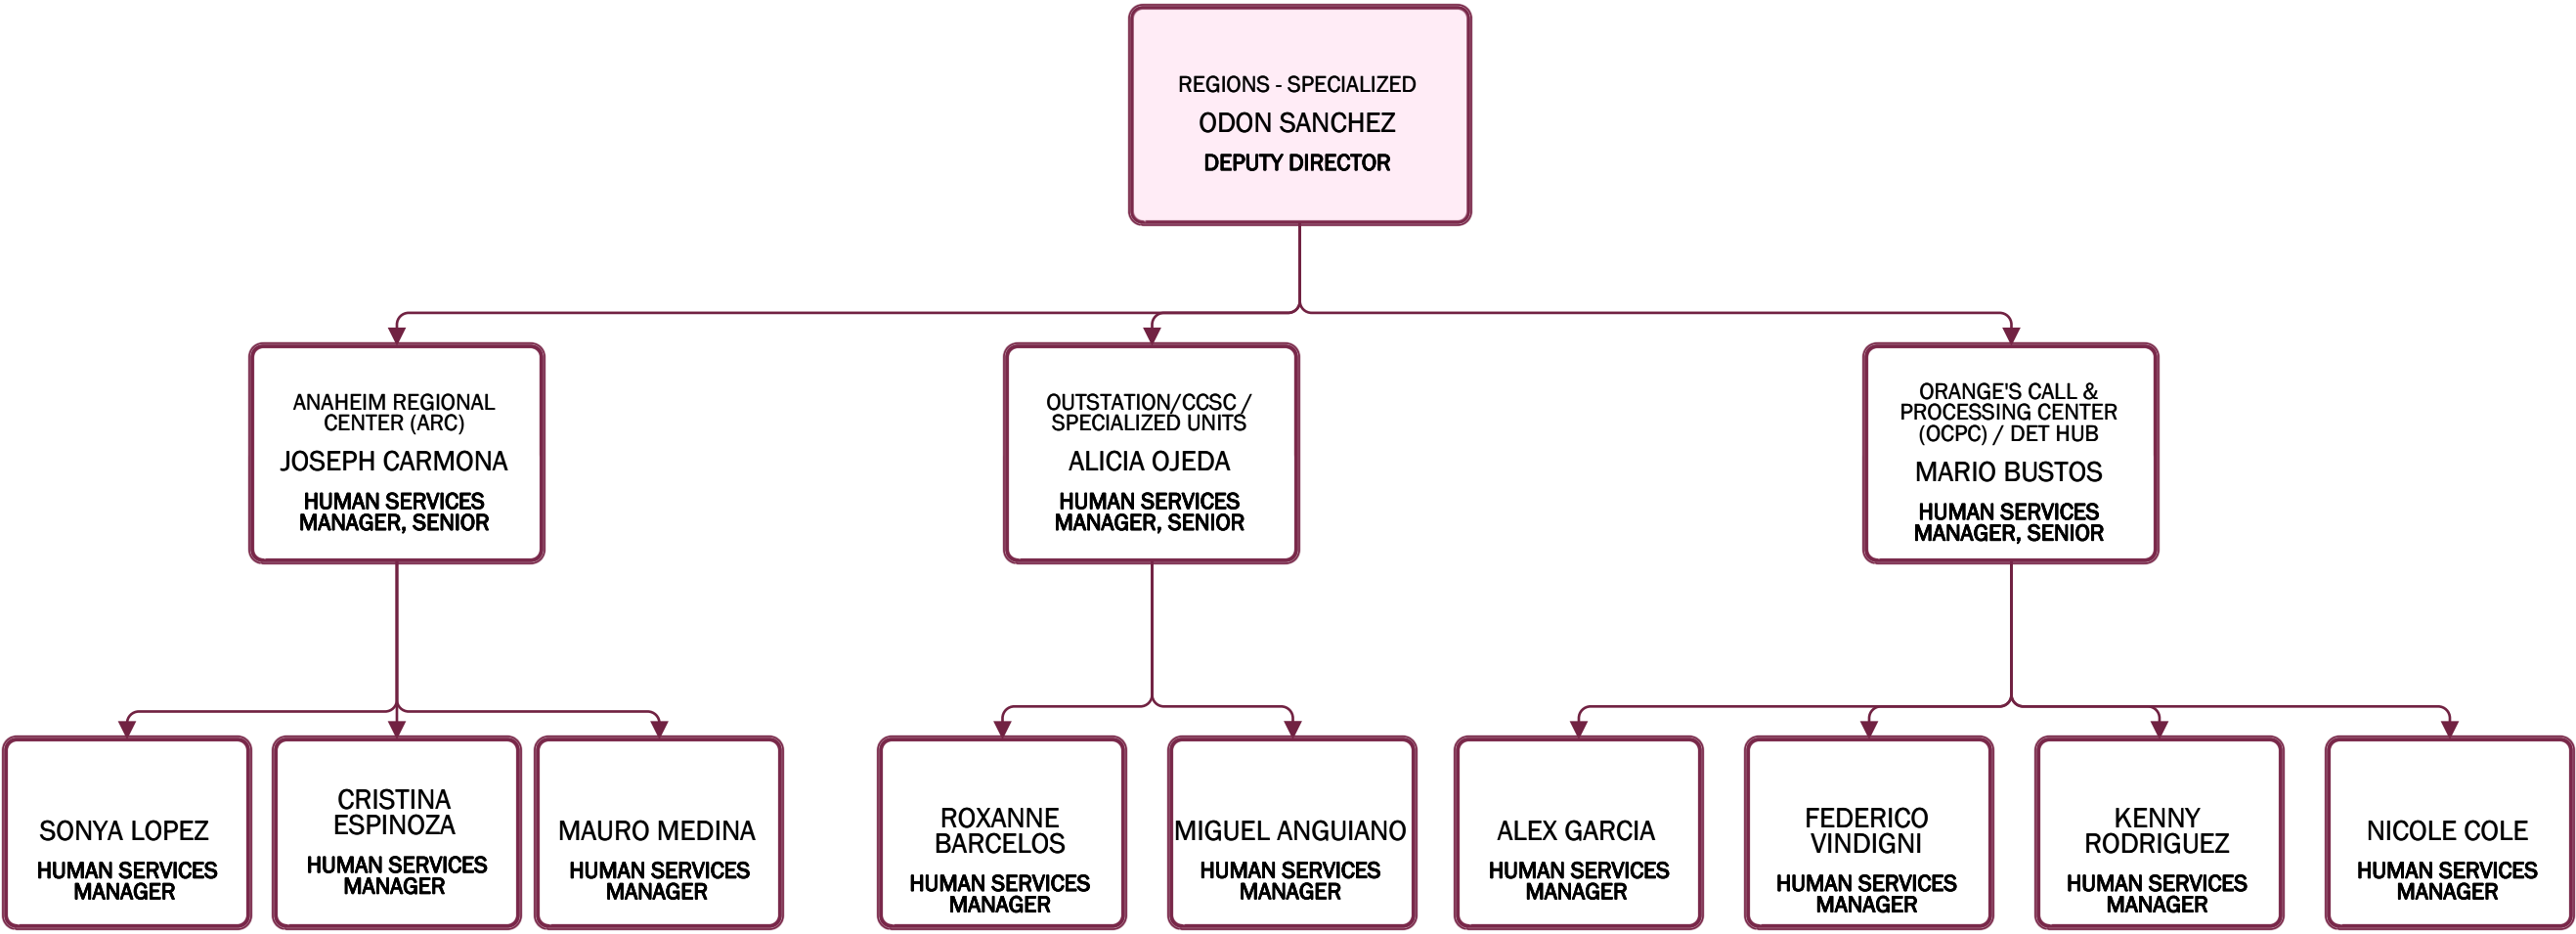 REGIONS - SPECIALIZED
ODON SANCHEZ
DEPUTY DIRECTOR
ANAHEIM REGIONAL
CENTER (ARC)
JOSEPH CARMONA
HUMAN SERVICES
MANAGER, SENIOR
OUTSTATION/CCSC /
SPECIALIZED UNITS
ALICIA OJEDA
HUMAN SERVICES
MANAGER, SENIOR
ORANGE'S CALL &
PROCESSING CENTER
(OCPC) / DET HUB
MARIO BUSTOS
HUMAN SERVICES
MANAGER, SENIOR
SONYA LOPEZ
HUMAN SERVICES
MANAGER
CRISTINA
ESPINOZA
HUMAN SERVICES
MANAGER
MAURO MEDINA
HUMAN SERVICES
MANAGER
ROXANNE
BARCELOS
HUMAN SERVICES
MANAGER
MIGUEL ANGUIANO
HUMAN SERVICES
MANAGER
ALEX GARCIA
HUMAN SERVICES
MANAGER
FEDERICO
VINDIGNI
HUMAN SERVICES
MANAGER
KENNY
RODRIGUEZ
HUMAN SERVICES
MANAGER
NICOLE COLE
HUMAN SERVICES
MANAGER